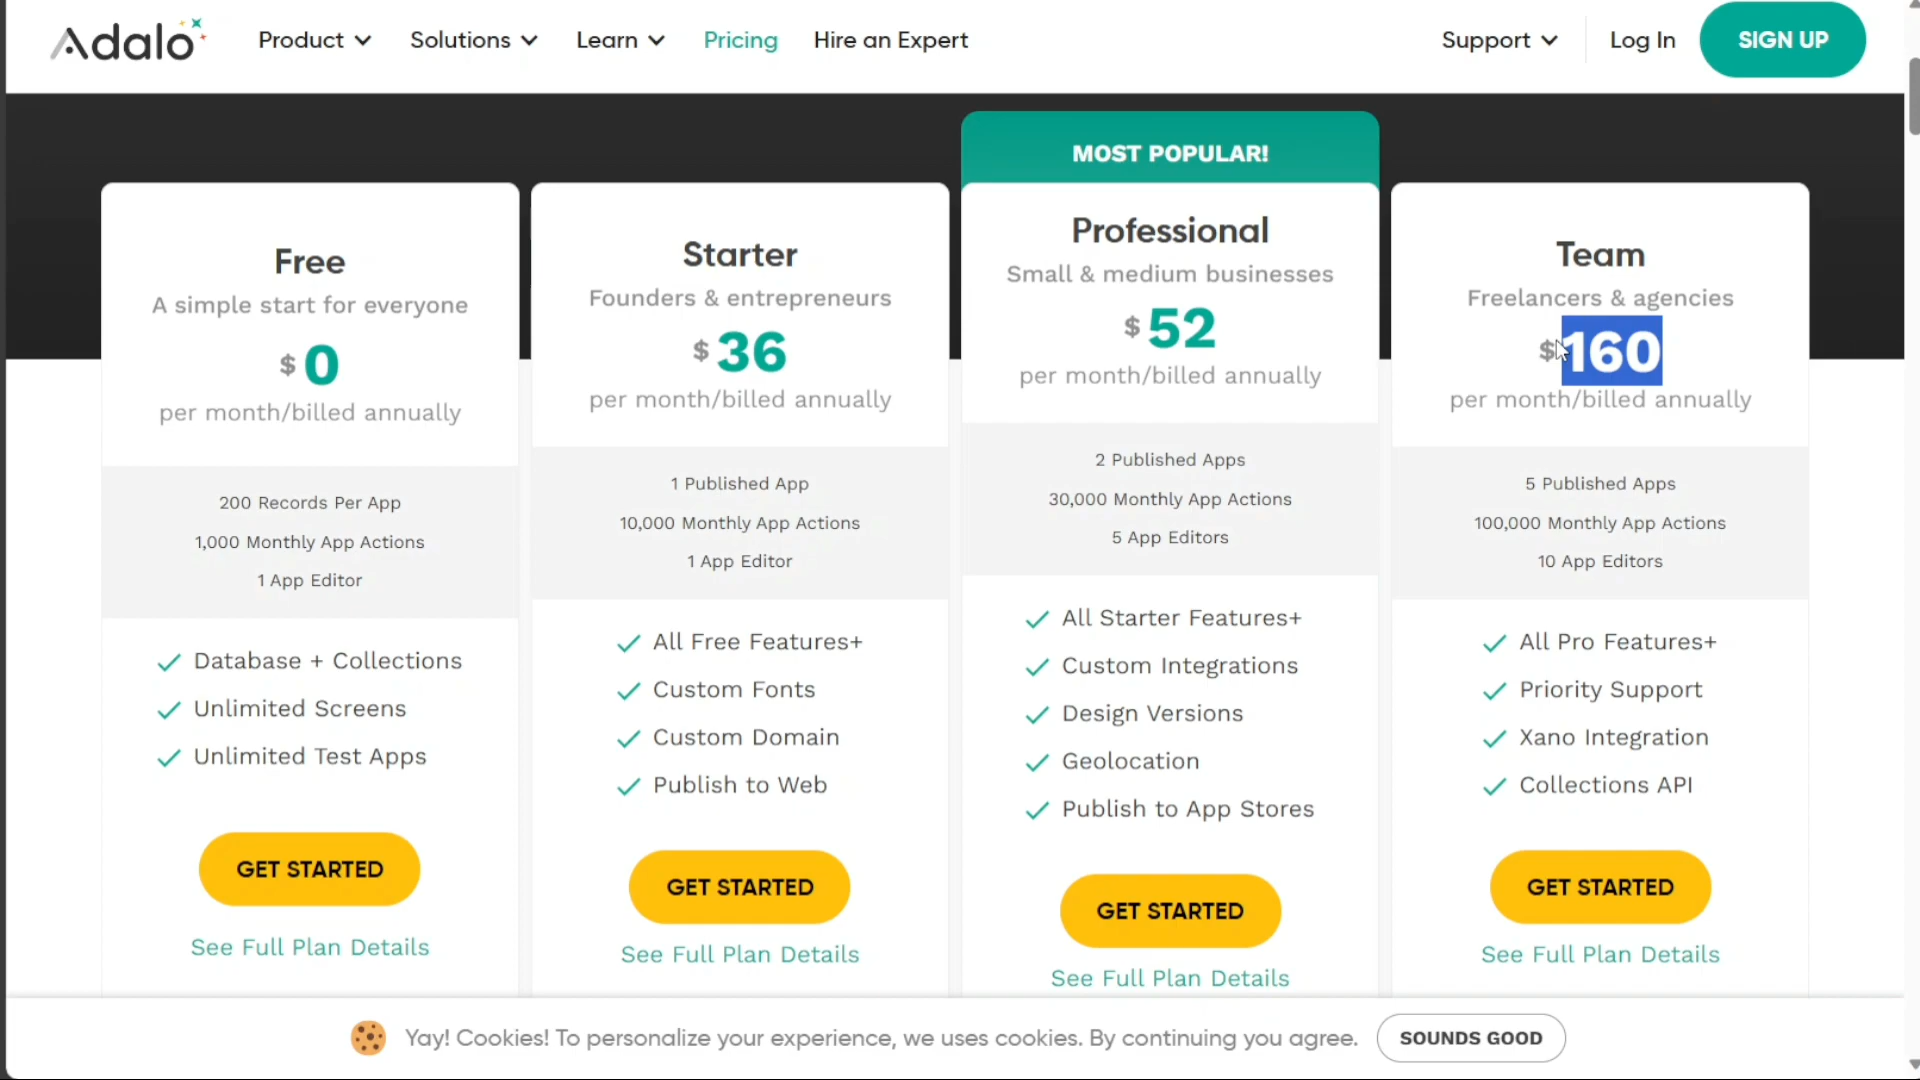 Adalo
Product
Solutions
Learn
Pricing
Hire an Expert
Support
Log In
SIGN UP
Free
A simple start for everyone
$ 0
per month/billed annually
200 Records Per App
1,000 Monthly App Actions
1 App Editor
Database + Collections
Unlimited Screens
Unlimited Test Apps
GET STARTED
See Full Plan Details
Starter
Founders & entrepreneurs
$ 36
per month/billed annually
1 Published App
10,000 Monthly App Actions
1 App Editor
All Free Features+
Custom Fonts
Custom Domain
Publish to Web
GET STARTED
See Full Plan Details
MOST POPULAR!
Professional
Small & medium businesses
$ 52
per month/billed annually
2 Published Apps
30,000 Monthly App Actions
5 App Editors
All Starter Features+
Custom Integrations
Design Versions
Geolocation
Publish to App Stores
GET STARTED
See Full Plan Details
Team
Freelancers & agencies
$ 160
per month/billed annually
5 Published Apps
100,000 Monthly App Actions
10 App Editors
All Pro Features+
Priority Support
Xano Integration
Collections API
GET STARTED
See Full Plan Details
Yay! Cookies! To personalize your experience, we uses cookies. By continuing you agree.
SOUNDS GOOD